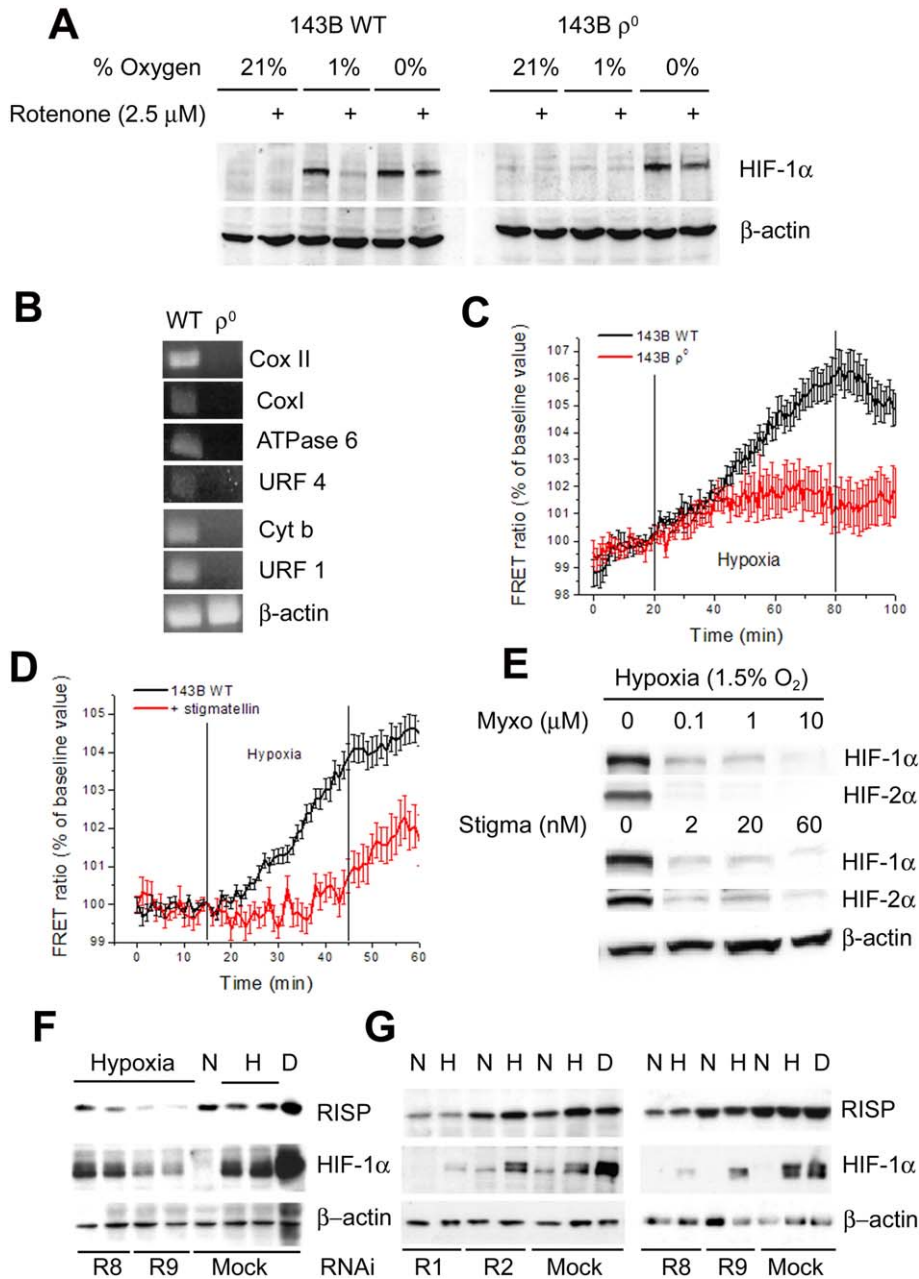 A
143B WT 143B ρ⁰
% Oxygen 21% 1% 0% 21% 1% 0%
Rotenone (2.5 μM) + + + + + +
HIF-1α
β-actin
B
WT ρ⁰
Cox II
CoxI
ATPase 6
URF 4
Cyt b
URF 1
β-actin
C
143B WT
143B ρ⁰
FRET ratio (% of baseline value)
107
106
105
104
103
102
101
100
99
98
Hypoxia
0 20 40 60 80 100
Time (min)
D
143B WT
+ stigmatellin
FRET ratio (% of baseline value)
105
104
102
101
100
99
Hypoxia
0 10 20 30 40 50 60
Time (min)
E
Hypoxia (1.5% O₂)
Myxo (μM) 0 0.1 1 10
HIF-1α
HIF-2α
Stigma (nM) 0 2 20 60
HIF-1α
HIF-2α
β-actin
F
Hypoxia N H D
RISP
HIF-1α
β-actin
R8 R9 Mock RNAi
G
N H N H N H D N H N H N H D
RISP
HIF-1α
β-actin
R1 R2 Mock R8 R9 Mock